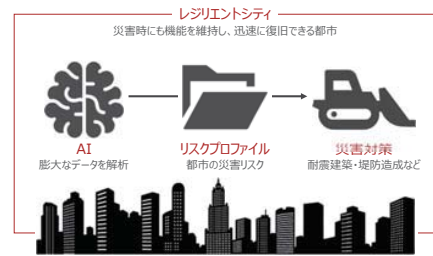 レジリエントシティ
災害時にも機能を維持し、迅速に復旧できる都市
AI
リスクプロファイル
災害対策
膨大なデータを解析
都市の災害リスク
耐震建築・堤防造成など